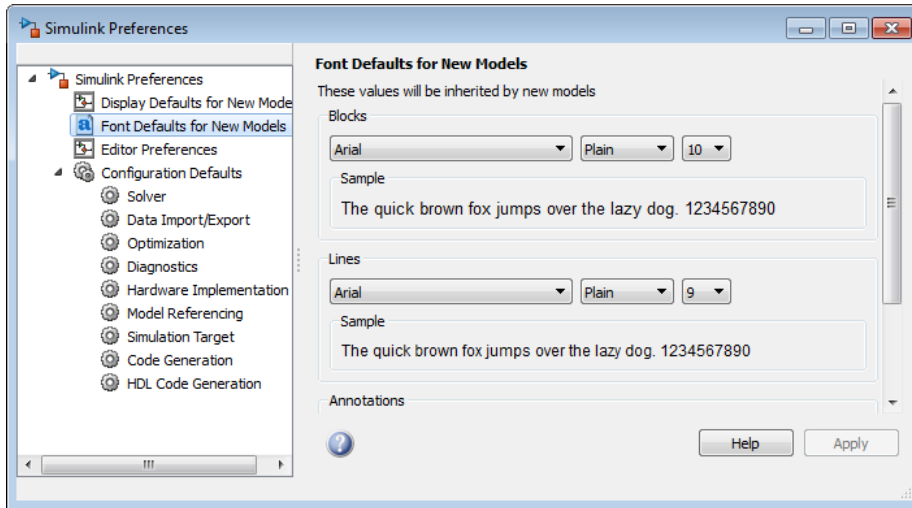 Simulink Preferences
Simulink Preferences
Display Defaults for New Mode
Font Defaults for New Models
Editor Preferences
Configuration Defaults
Solver
Data Import/Export
Optimization
Diagnostics
Hardware Implementation
Model Referencing
Simulation Target
Code Generation
HDL Code Generation
Font Defaults for New Models
These values will be inherited by new models
Blocks
Arial Plain 10
Sample
The quick brown fox jumps over the lazy dog. 1234567890
Lines
Arial Plain 9
Sample
The quick brown fox jumps over the lazy dog. 1234567890
Annotations
Help Apply